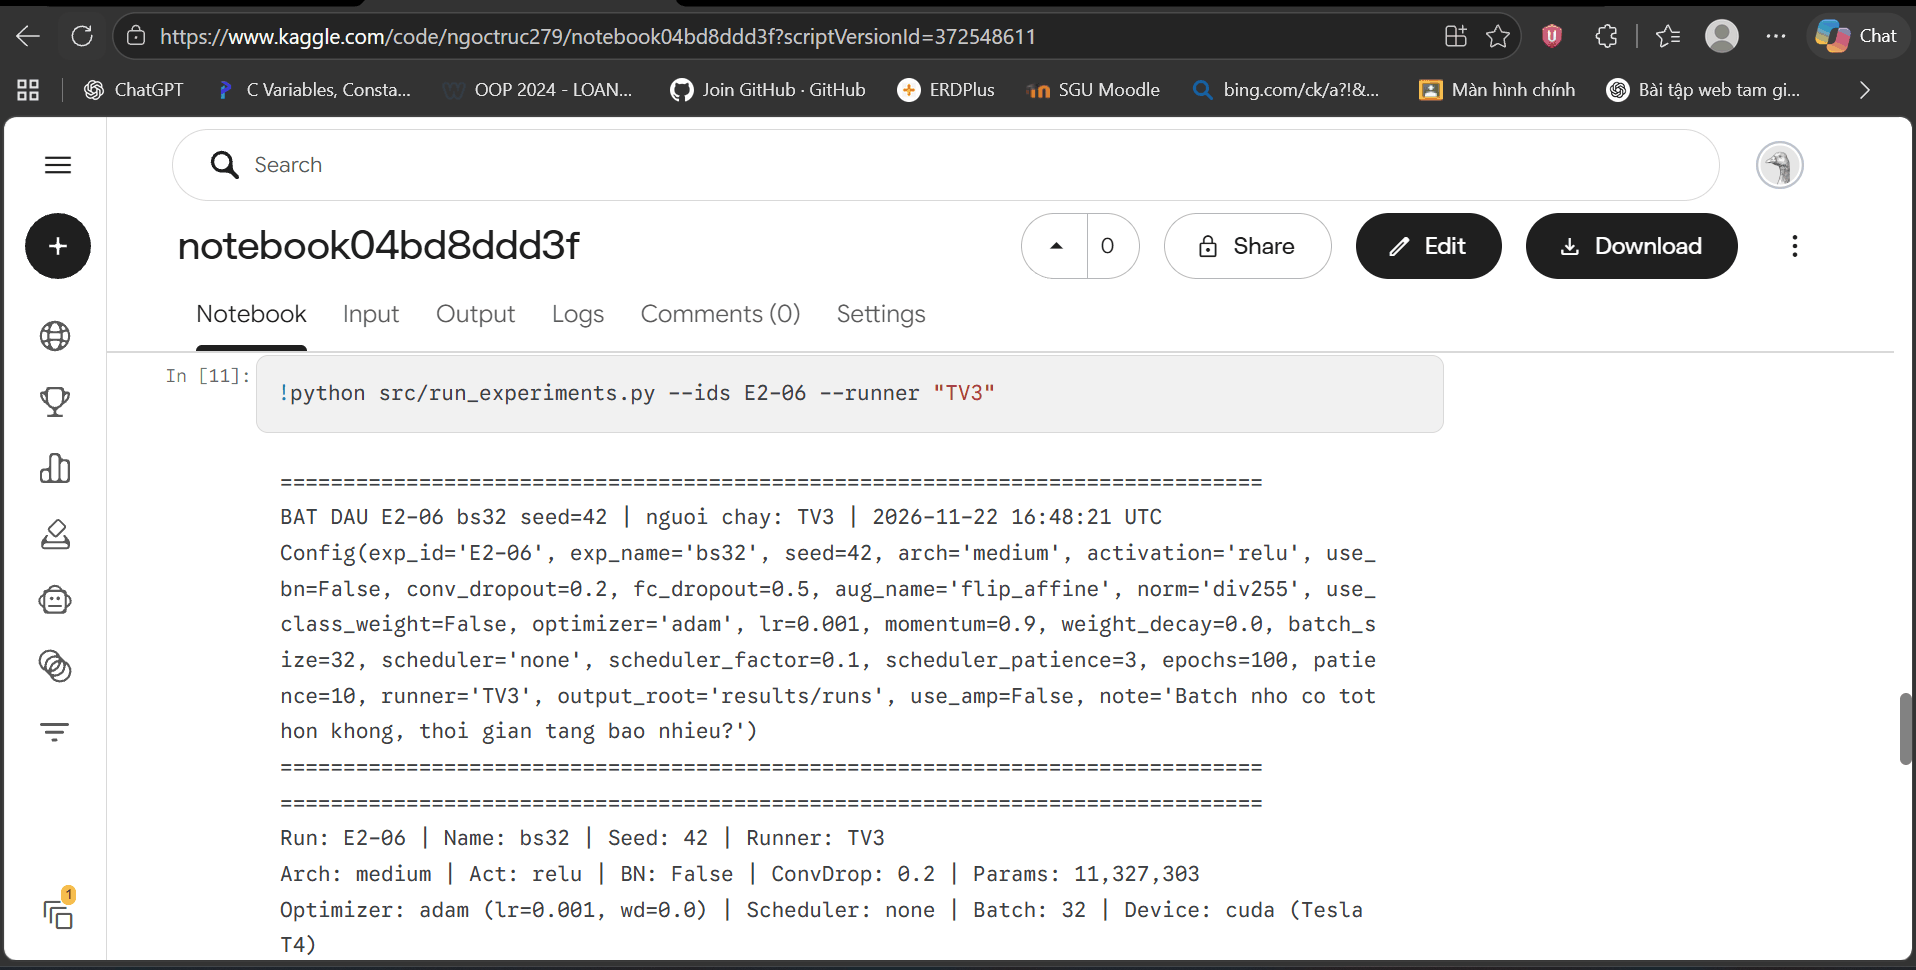 https://www.kaggle.com/code/ngoctruc279/notebook04bd8ddd3f?scriptVersionId=372548611
Chat
ChatGPT
C Variables, Consta...
OOP 2024 - LOAN...
Join GitHub · GitHub
ERDPlus
SGU Moodle
bing.com/ck/a?!&...
Màn hình chính
Bài tập web tam gi...
Search
notebook04bd8ddd3f
0
Share
Edit
Download
Notebook
Input
Output
Logs
Comments (0)
Settings
In [11]:
!python src/run_experiments.py --ids E2-06 --runner "TV3"
==============================================================================
BAT DAU E2-06 bs32 seed=42 | nguoi chay: TV3 | 2026-11-22 16:48:21 UTC
Config(exp_id='E2-06', exp_name='bs32', seed=42, arch='medium', activation='relu', use_
bn=False, conv_dropout=0.2, fc_dropout=0.5, aug_name='flip_affine', norm='div255', use_
class_weight=False, optimizer='adam', lr=0.001, momentum=0.9, weight_decay=0.0, batch_s
ize=32, scheduler='none', scheduler_factor=0.1, scheduler_patience=3, epochs=100, patie
nce=10, runner='TV3', output_root='results/runs', use_amp=False, note='Batch nho co tot
hon khong, thoi gian tang bao nhieu?')
==============================================================================
==============================================================================
Run: E2-06 | Name: bs32 | Seed: 42 | Runner: TV3
Arch: medium | Act: relu | BN: False | ConvDrop: 0.2 | Params: 11,327,303
Optimizer: adam (lr=0.001, wd=0.0) | Scheduler: none | Batch: 32 | Device: cuda (Tesla
T4)
1